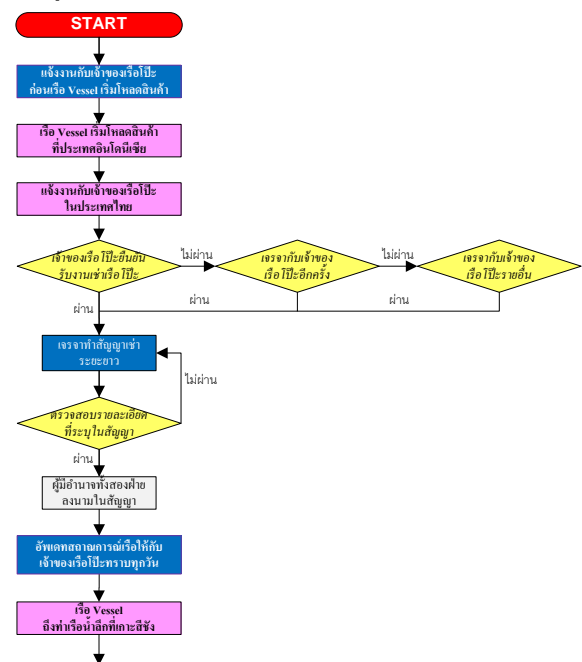 START
แจ้งงานกับเจ้าของเรือโป๊ะ
ก่อนเรือ Vessel เริ่มโหลดสินค้า
เรือ Vessel เริ่มโหลดสินค้า
ที่ประเทศอินโดนีเซีย
แจ้งงานกับเจ้าของเรือโป๊ะ
ในประเทศไทย
เจ้าของเรือโป๊ะยืนยัน
รับงานเช่าเรือโป๊ะ
ไม่ผ่าน
เจรจากับเจ้าของ
เรือโป๊ะอีกครั้ง
ไม่ผ่าน
เจรจากับเจ้าของ
เรือโป๊ะรายอื่น
ผ่าน
ผ่าน
ผ่าน
เจรจาทำสัญญาเช่า
ระยะยาว
ไม่ผ่าน
ตรวจสอบรายละเอียด
ที่ระบุในสัญญา
ผ่าน
ผู้มีอำนาจทั้งสองฝ่าย
ลงนามในสัญญา
อัพเดทสถานการณ์เรือให้กับ
เจ้าของเรือโป๊ะทราบทุกวัน
เรือ Vessel
ถึงท่าเรือน้ำลึกที่เกาะสีชัง